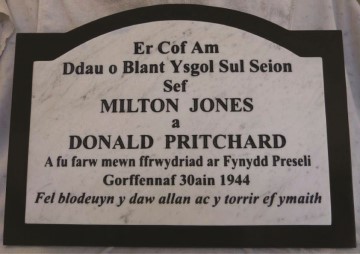 Er Cof Am
Ddau o Blant Ysgol Sul Seion
Sef
MILTON JONES
a
DONALD PRITCHARD
A fu farw mewn ffrwydriad ar Fynydd Preseli
Gorffennaf 30ain 1944
Fel blodeuyn y daw allan ac y torrir ef ymaith